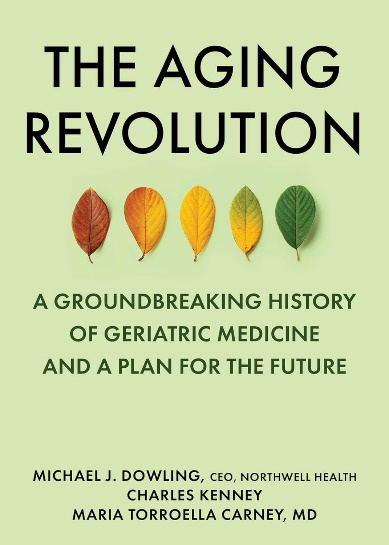 THE AGING
REVOLUTION
A GROUNDBREAKING HISTORY
OF GERIATRIC MEDICINE
AND A PLAN FOR THE FUTURE
MICHAEL J. DOWLING, CEO, NORTHWELL HEALTH
CHARLES KENNEY
MARIA TORROELLA CARNEY, MD